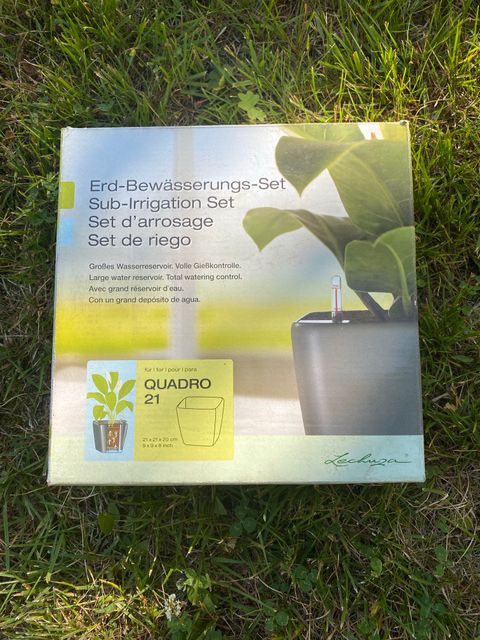 Erd-Bewässerungs-Set
Sub-Irrigation Set
Set d'arrosage
Set de riego
Großes Wasserreservoir. Volle Gießkontrolle.
Large water reservoir. Total watering control.
Avec grand réservoir d'eau.
Con un grand depósito de agua.
für | for | pour | para
QUADRO
21
21 x 21 x 20 cm
9 x 9 x 8 inch
Lechuza®